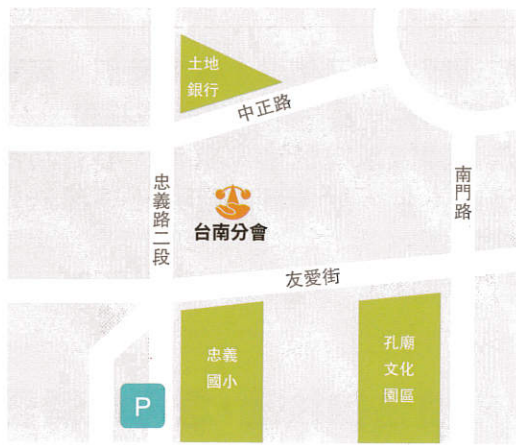 土地
銀行
中正路
忠義路二段
南門路
台南分會
友愛街
忠義
國小
孔廟
文化
園區
P